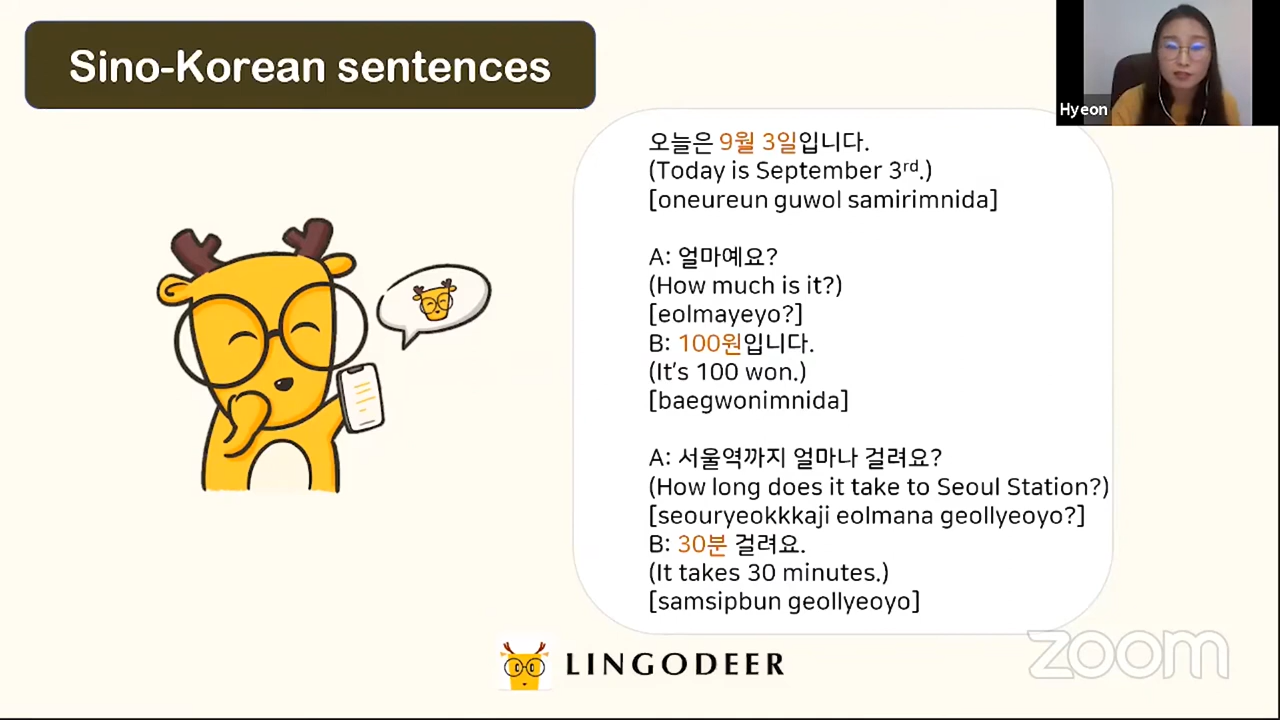 Sino-Korean sentences
Hyeon
오늘은 9월 3일입니다.
(Today is September 3rd.)
[oneureun guwol samirimnida]
A: 얼마예요?
(How much is it?)
[eolmayeyo?]
B: 100원입니다.
(It's 100 won.)
[baegwonimnida]
A: 서울역까지 얼마나 걸려요?
(How long does it take to Seoul Station?)
[seouryeokkkaji eolmana geollyeoyo?]
B: 30분 걸려요.
(It takes 30 minutes.)
[samsipbun geollyeoyo]
LINGODEER
zoom